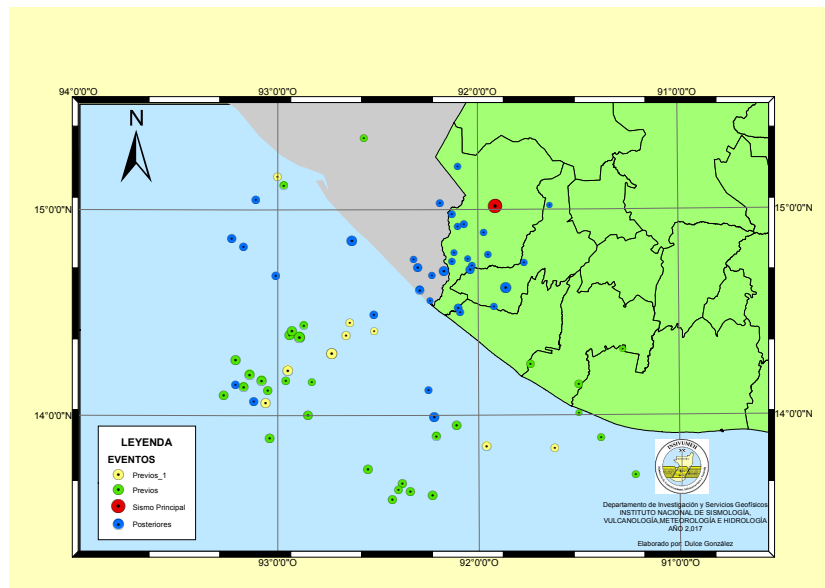 94°0'0"O
93°0'0"O
92°0'0"O
91°0'0"O
N
15°0'0"N
15°0'0"N
14°0'0"N
14°0'0"N
LEYENDA
EVENTOS
Previos_1
Previos
Sismo Principal
Posteriores
INSIVUMEH
Departamento de Investigación y Servicios Geofísicos
INSTITUTO NACIONAL DE SISMOLOGÍA,
VULCANOLOGÍA,METEOROLOGÍA E HIDROLOGÍA
AÑO 2,017
Elaborado por: Dulce González
93°0'0"O
92°0'0"O
91°0'0"O